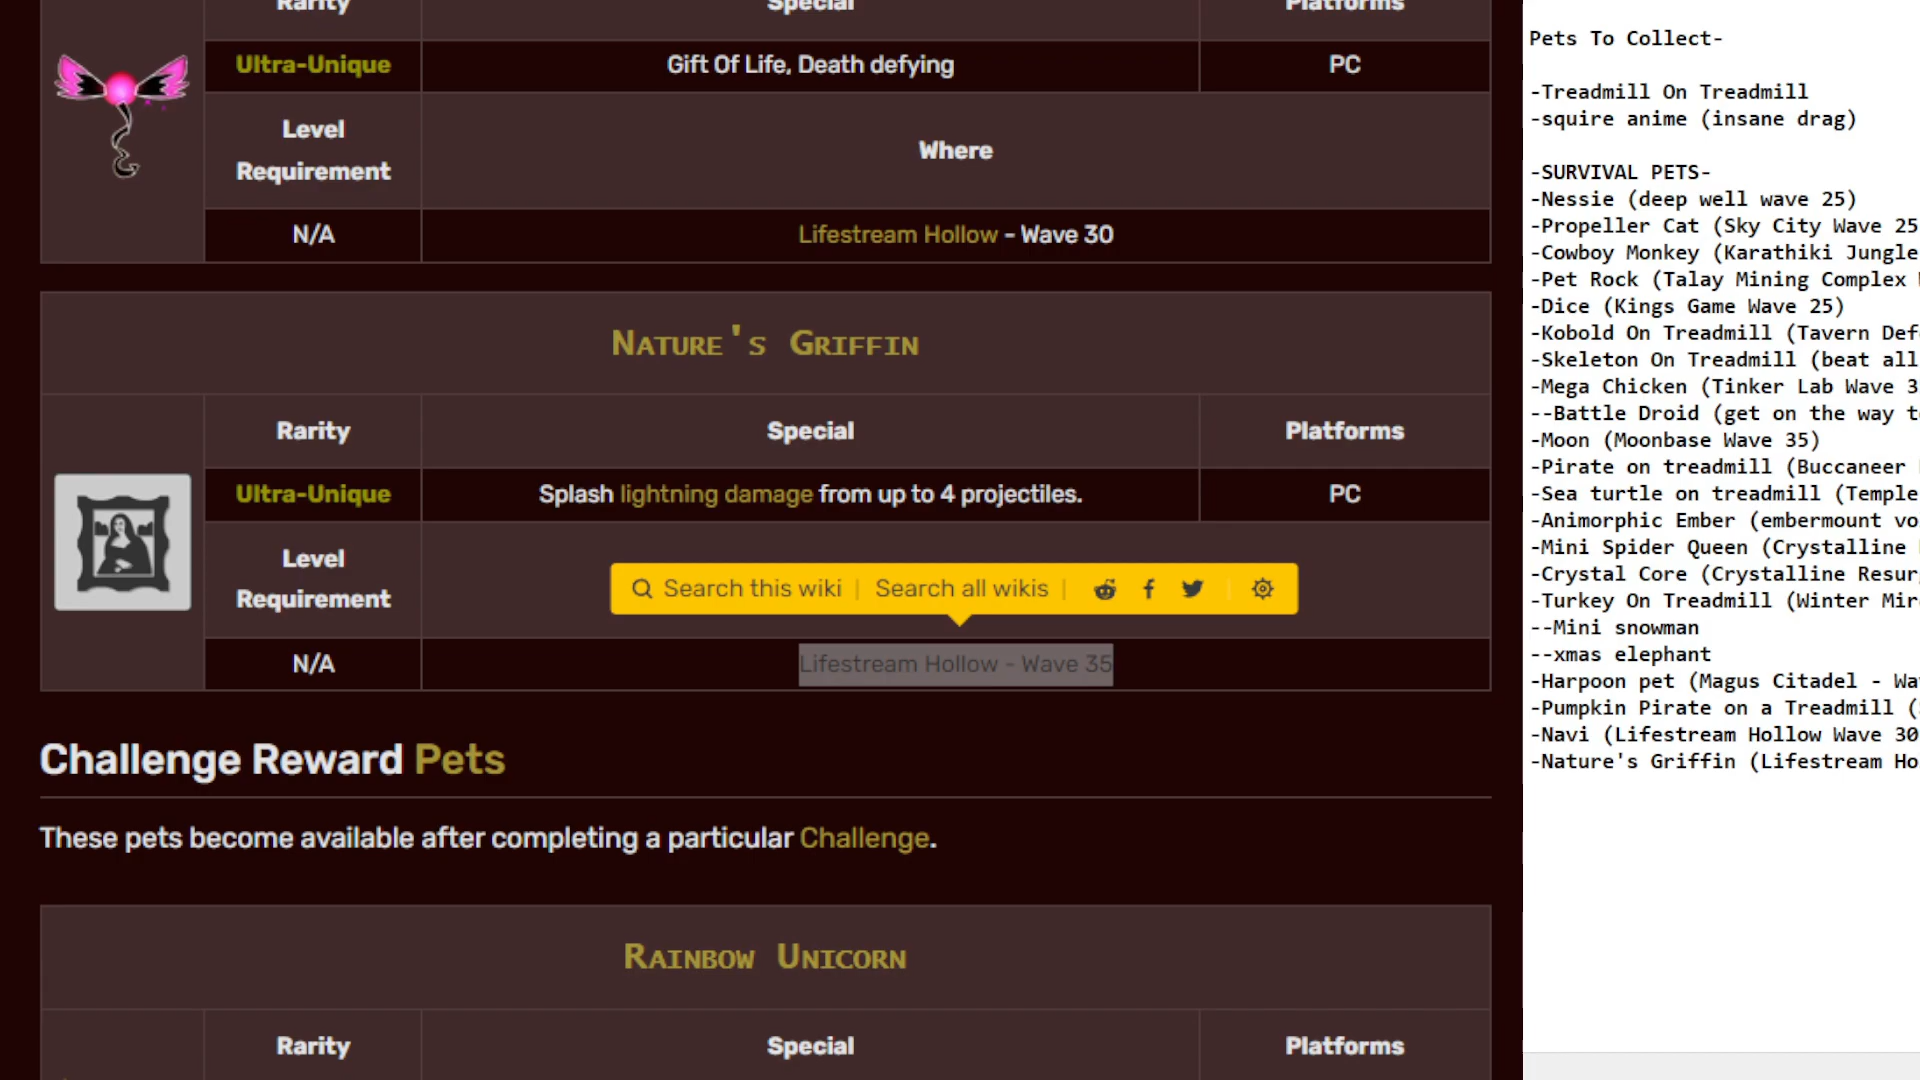 Rarity Special Platforms
Ultra-Unique Gift Of Life, Death defying PC
Level
Requirement
Where
N/A Lifestream Hollow - Wave 30
Nature's Griffin
Rarity Special Platforms
Ultra-Unique Splash lightning damage from up to 4 projectiles. PC
Level
Requirement
Search this wiki | Search all wikis |
N/A Lifestream Hollow - Wave 35
Challenge Reward Pets
These pets become available after completing a particular Challenge.
Rainbow Unicorn
Rarity Special Platforms
Pets To Collect-
-Treadmill On Treadmill
-squire anime (insane drag)
-SURVIVAL PETS-
-Nessie (deep well wave 25)
-Propeller Cat (Sky City Wave 25
-Cowboy Monkey (Karathiki Jungle
-Pet Rock (Talay Mining Complex
-Dice (Kings Game Wave 25)
-Kobold On Treadmill (Tavern Def
-Skeleton On Treadmill (beat all
-Mega Chicken (Tinker Lab Wave 3
--Battle Droid (get on the way t
-Moon (Moonbase Wave 35)
-Pirate on treadmill (Buccaneer
-Sea turtle on treadmill (Temple
-Animorphic Ember (embermount vo
-Mini Spider Queen (Crystalline
-Crystal Core (Crystalline Resur
-Turkey On Treadmill (Winter Mir
--Mini snowman
--xmas elephant
-Harpoon pet (Magus Citadel - Wa
-Pumpkin Pirate on a Treadmill (
-Navi (Lifestream Hollow Wave 30
-Nature's Griffin (Lifestream Ho